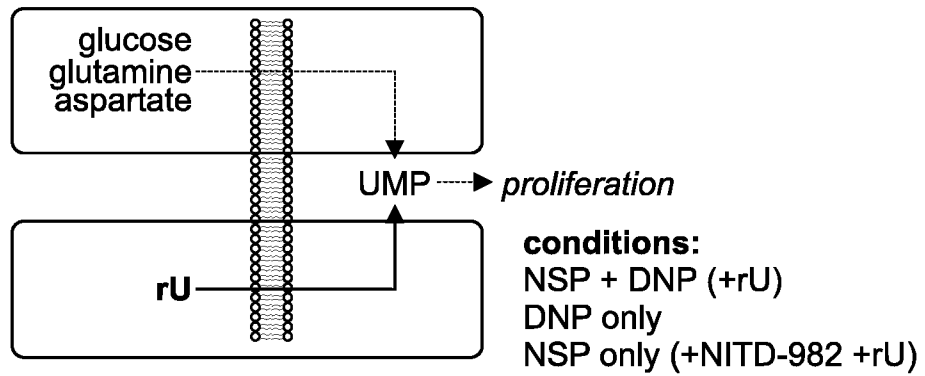 glucose
glutamine
aspartate
UMP
proliferation
rU
conditions:
NSP + DNP (+rU)
DNP only
NSP only (+NITD-982 +rU)